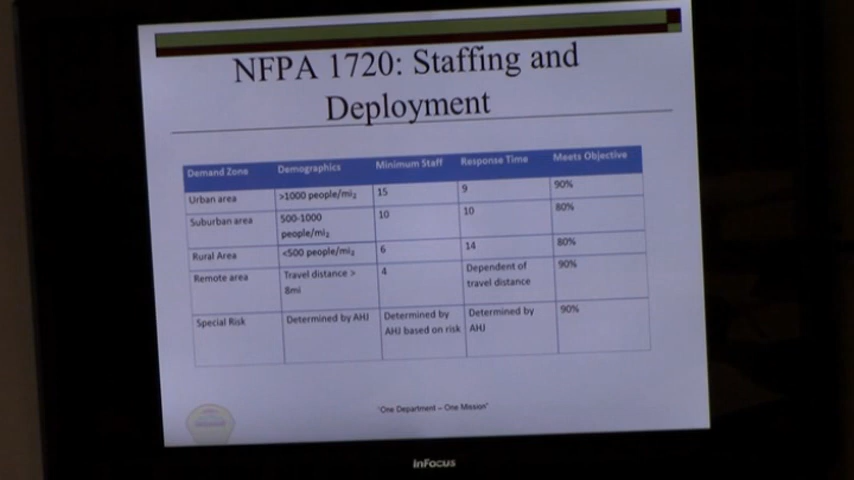 NFPA 1720: Staffing and
Deployment
Demand Zone Demographics Minimum Staff Response Time Meets Objective
Urban area >1000 people/mi₂ 15 9 90%
Suburban area 500-1000 people/mi₂ 10 10 80%
Rural Area <500 people/mi₂ 6 14 80%
Remote area Travel distance > 8mi 4 Dependent of travel distance 90%
Special Risk Determined by AHJ Determined by AHJ based on risk Determined by AHJ 90%
"One Department – One Mission"
InFocus